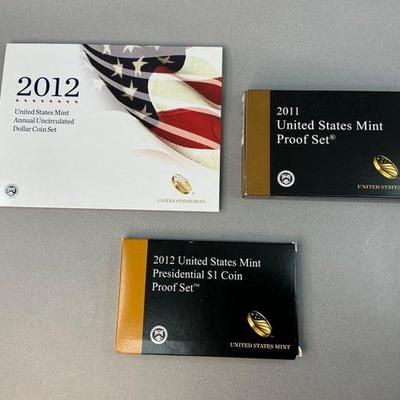 2012
United States Mint
Annual Uncirculated
Dollar Coin Set
UNITED STATES MINT
2011
United States Mint
Proof Set®
UNITED STATES
2012 United States Mint
Presidential $1 Coin
Proof Set™
UNITED STATES MINT